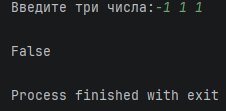 Введите три числа:-1 1 1
False
Process finished with exit